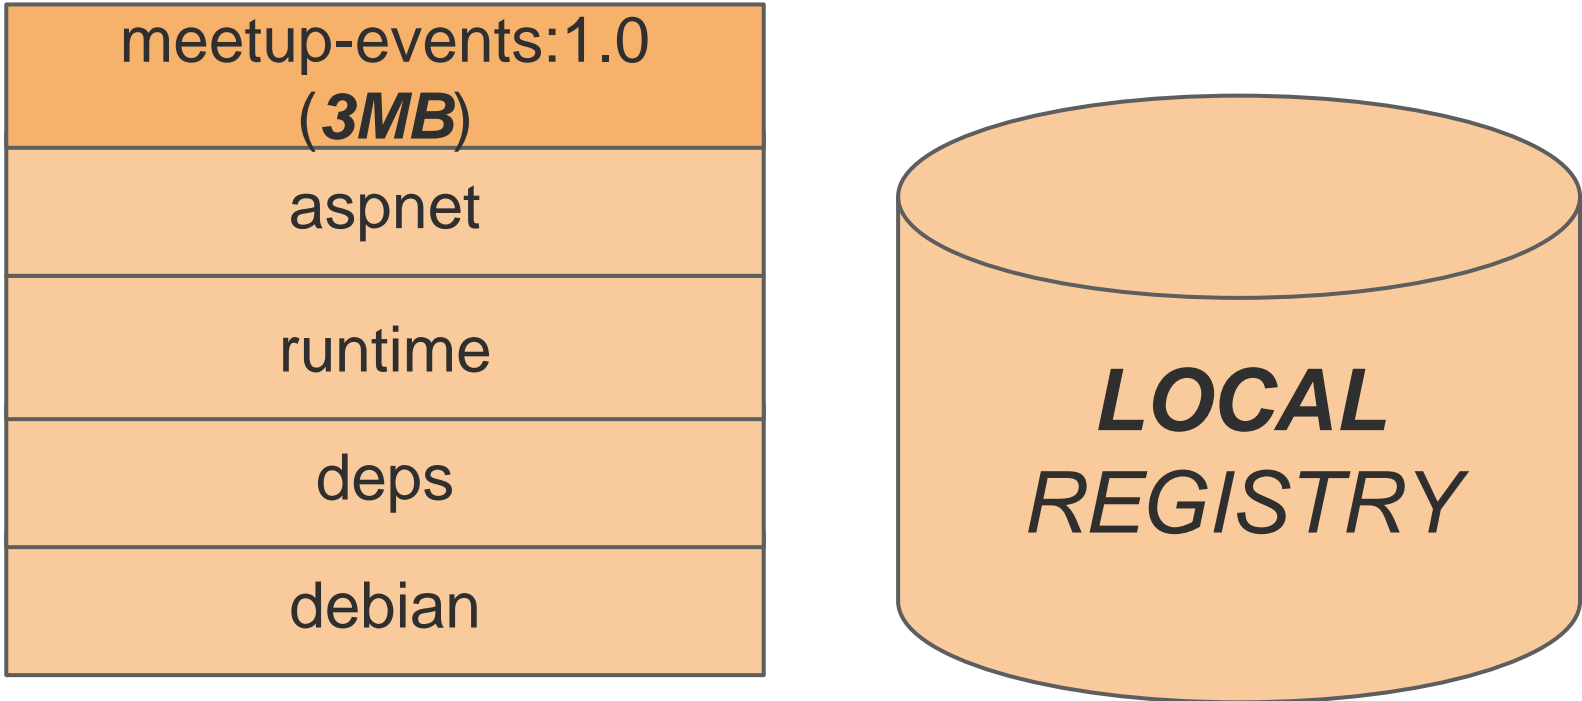 meetup-events:1.0
(3MB)
aspnet
runtime
deps
debian
LOCAL
REGISTRY